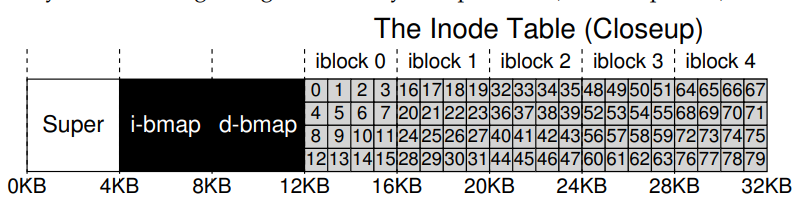 The Inode Table (Closeup)
iblock 0 iblock 1 iblock 2 iblock 3 iblock 4
0 1 2 3 16 17 18 19 32 33 34 35 48 49 50 51 64 65 66 67
4 5 6 7 20 21 22 23 36 37 38 39 52 53 54 55 68 69 70 71
Super i-bmap d-bmap
8 9 10 11 24 25 26 27 40 41 42 43 56 57 58 59 72 73 74 75
12 13 14 15 28 29 30 31 44 45 46 47 60 61 62 63 76 77 78 79
0KB 4KB 8KB 12KB 16KB 20KB 24KB 28KB 32KB